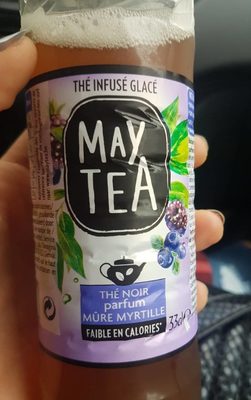 THÉ INFUSÉ GLACÉ
MAY
TEA
THÉ NOIR
parfum
MÛRE MYRTILLE
FAIBLE EN CALORIES*
33cl e